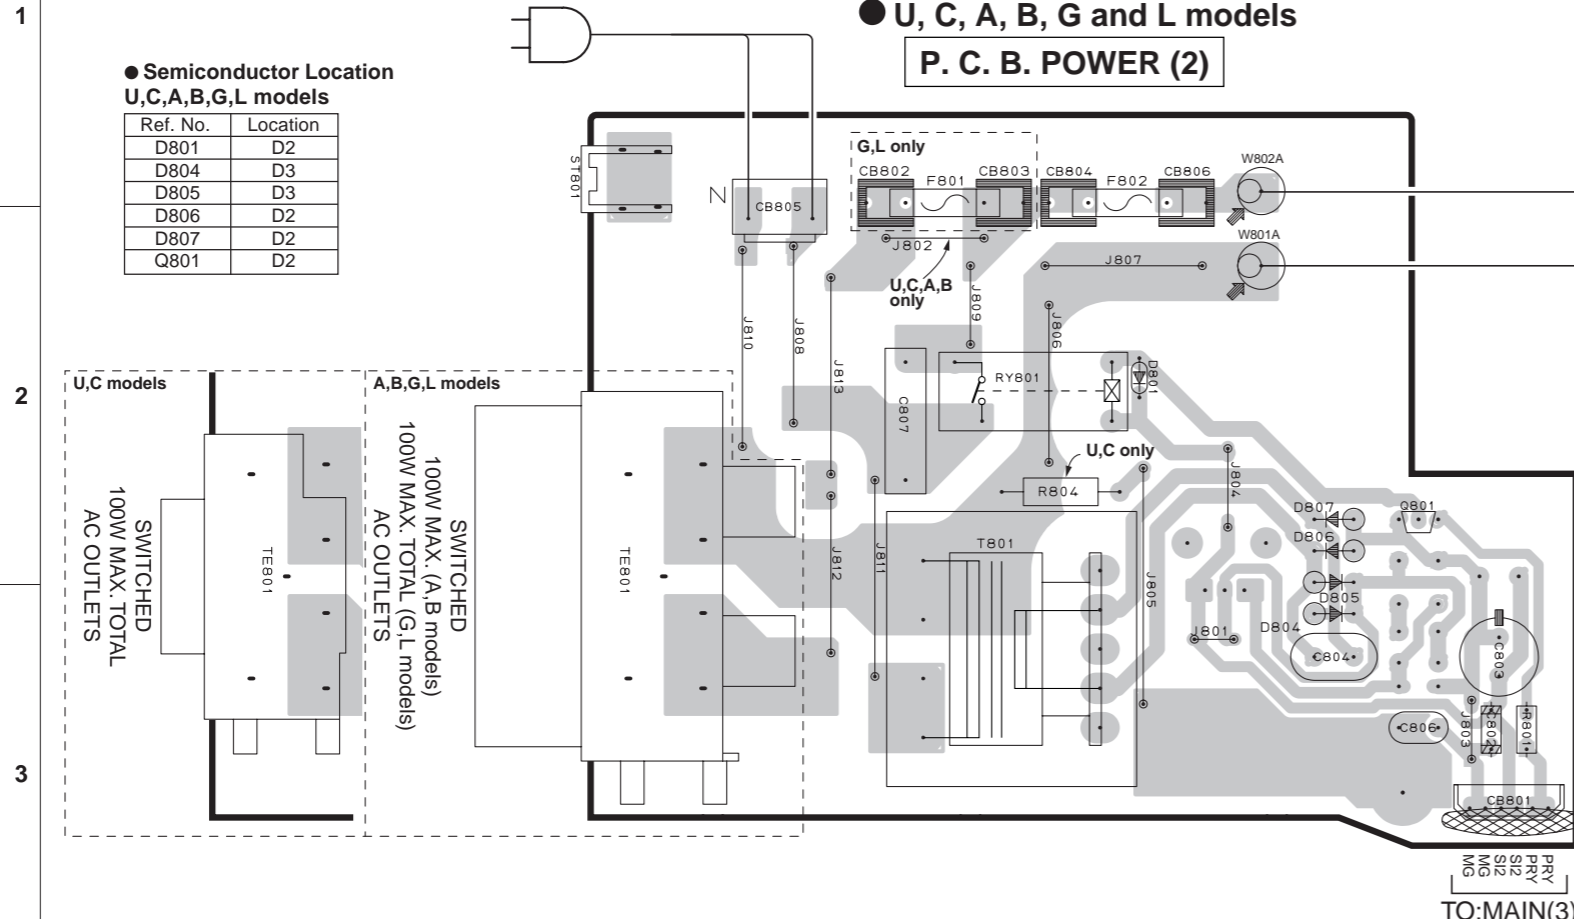 1
● U, C, A, B, G and L models
P. C. B. POWER (2)
● Semiconductor Location
U,C,A,B,G,L models
Ref. No. Location
D801 D2
D804 D3
D805 D3
D806 D2
D807 D2
Q801 D2
ST801
N
CB805
G,L only
CB802 F801 CB803 CB804 F802 CB806
W802A
W801A
J802
J807
U,C,A,B
only
J809
J806
J810
J808
J813
2
U,C models
A,B,G,L models
RY801
D801
C807
U,C only
R804
J804
D807
Q801
D806
SWITCHED
100W MAX. TOTAL
AC OUTLETS
TE801
SWITCHED
100W MAX. (A,B models)
100W MAX. TOTAL (G,L models)
AC OUTLETS
TE801
J812
J811
T801
J805
D805
J801
D804
C804
C803
3
C806
J803
C802
R801
CB801
MG
MG
SI2
SI2
PRY
PRY
TO:MAIN(3)